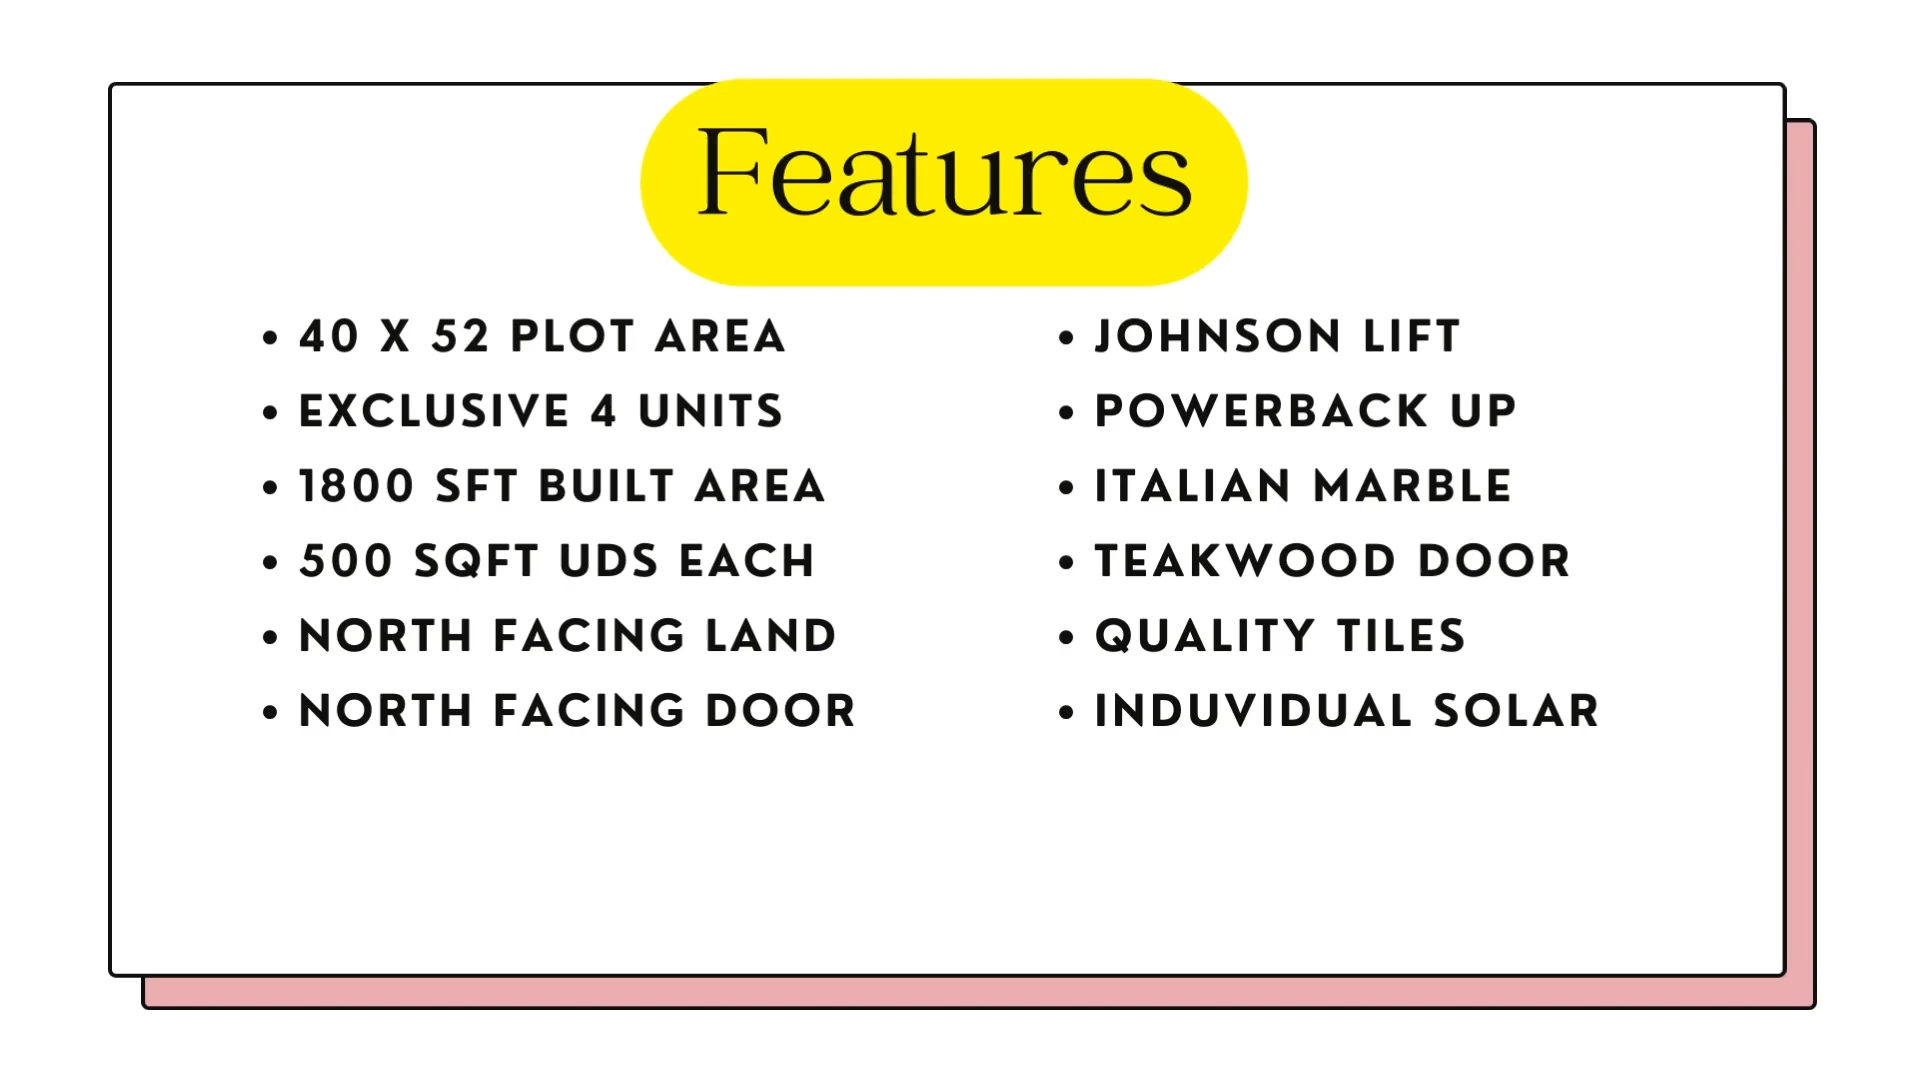 Features
• 40 X 52 PLOT AREA
• EXCLUSIVE 4 UNITS
• 1800 SFT BUILT AREA
• 500 SQFT UDS EACH
• NORTH FACING LAND
• NORTH FACING DOOR
• JOHNSON LIFT
• POWERBACK UP
• ITALIAN MARBLE
• TEAKWOOD DOOR
• QUALITY TILES
• INDUVIDUAL SOLAR